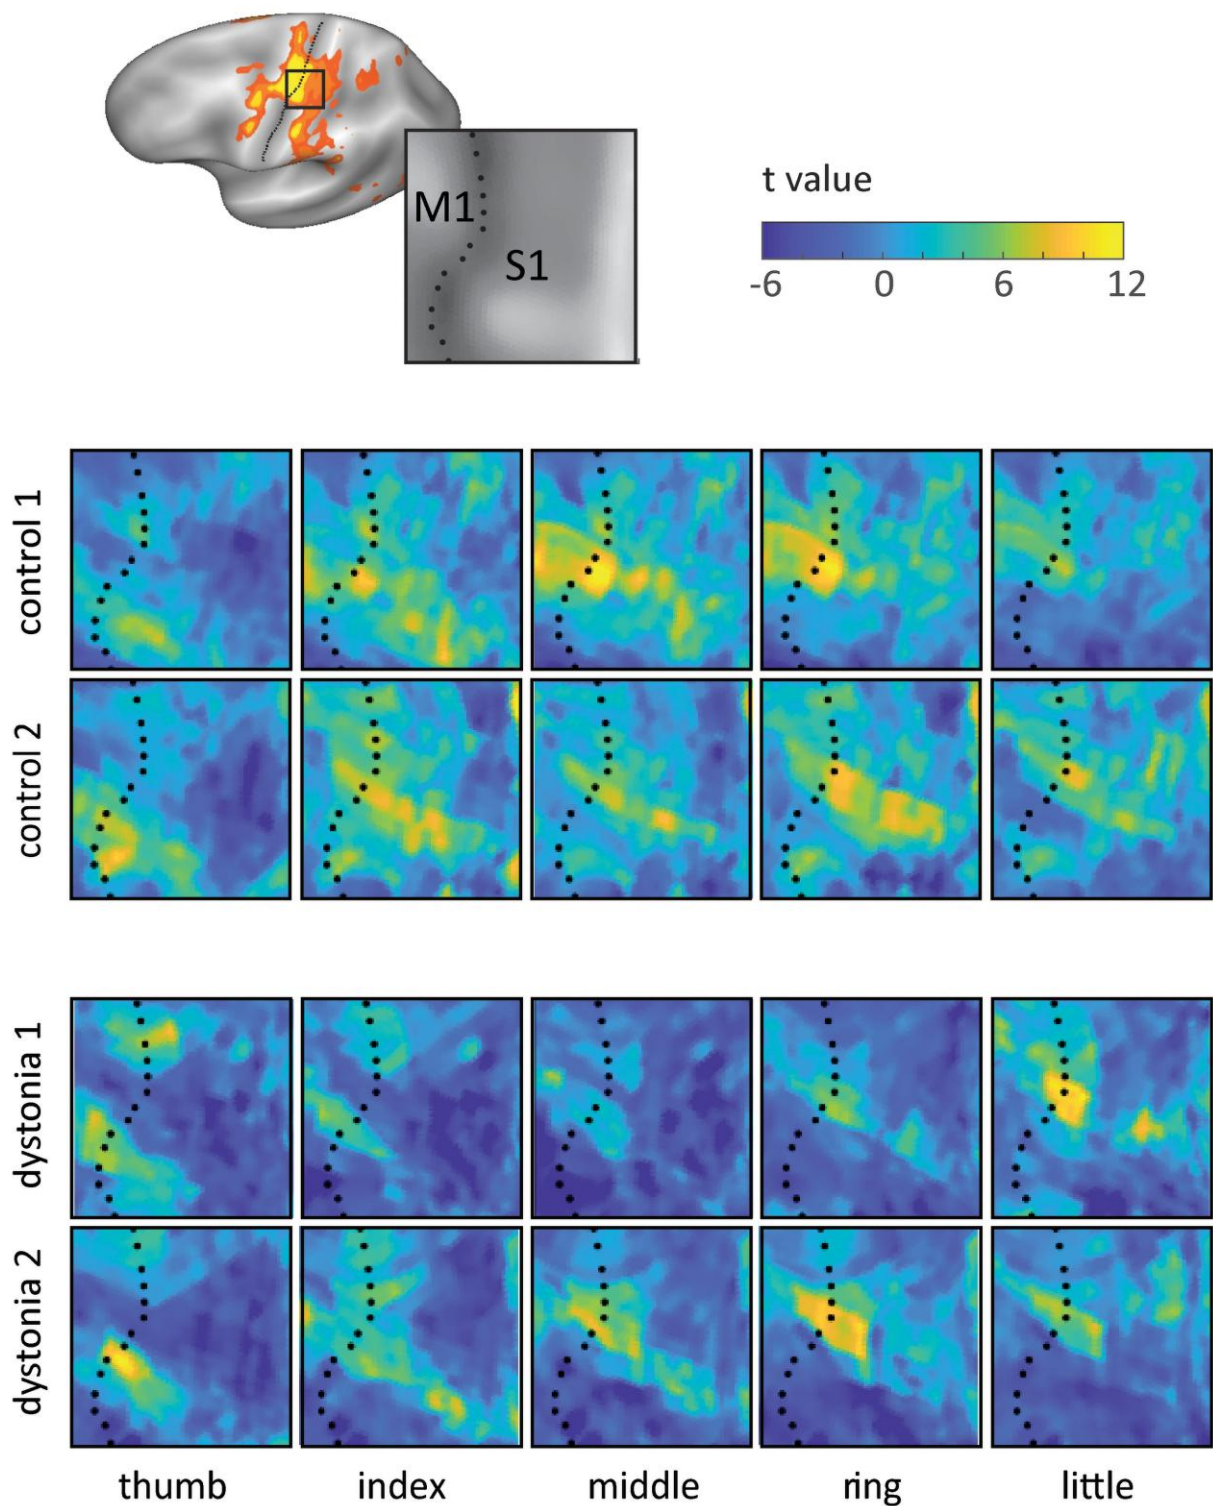 t value
M1
S1
-6 0 6 12
control 1
control 2
dystonia 1
dystonia 2
thumb index middle ring little